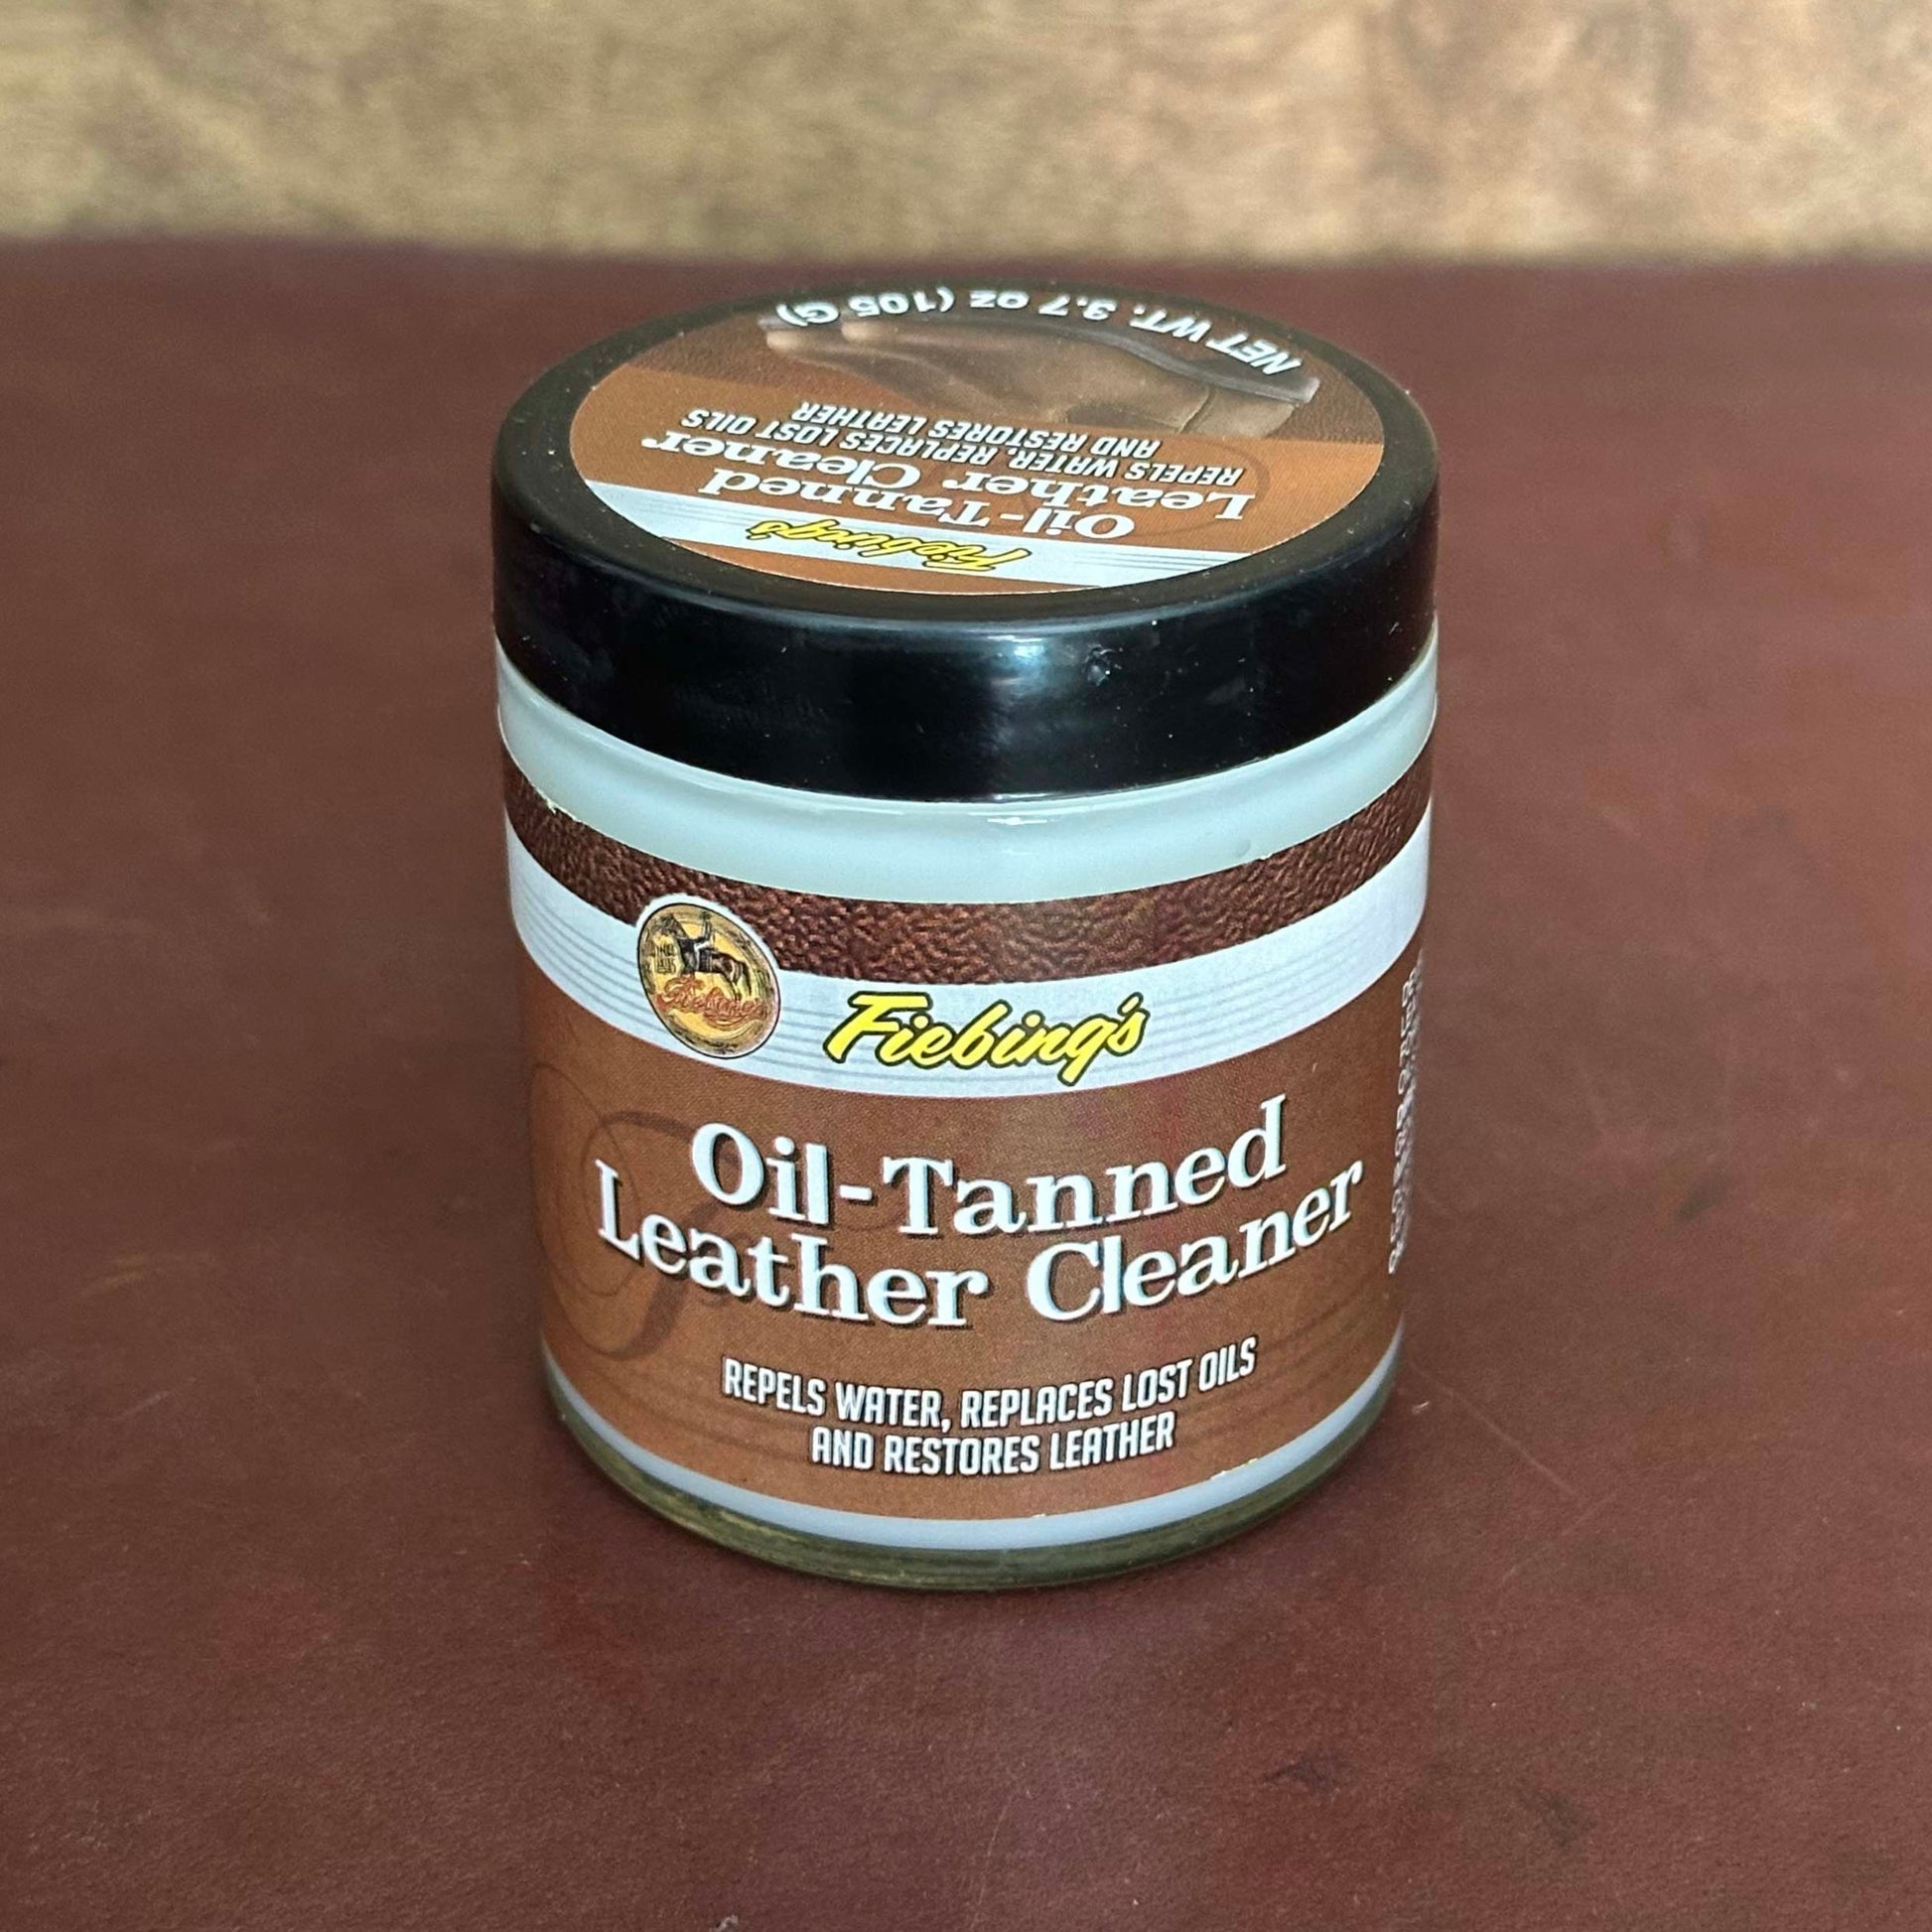 NET WT. 3.7 oz (105 G)
Fiebing's
Oil-Tanned
Leather Cleaner
REPELS WATER, REPLACES LOST OILS
AND RESTORES LEATHER
Fiebing's
Fiebing's
Oil-Tanned
Leather Cleaner
REPELS WATER, REPLACES LOST OILS
AND RESTORES LEATHER